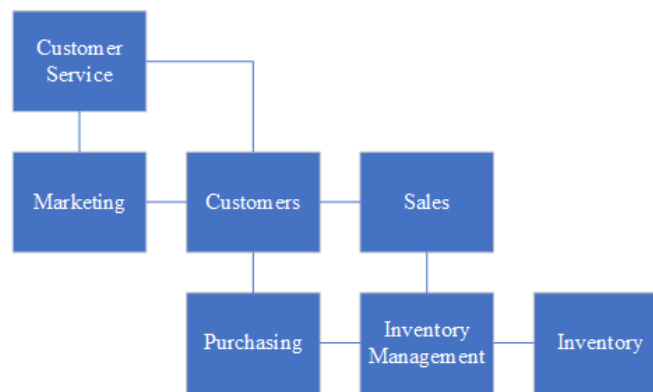 Customer
Service
Marketing
Customers
Sales
Purchasing
Inventory
Management
Inventory